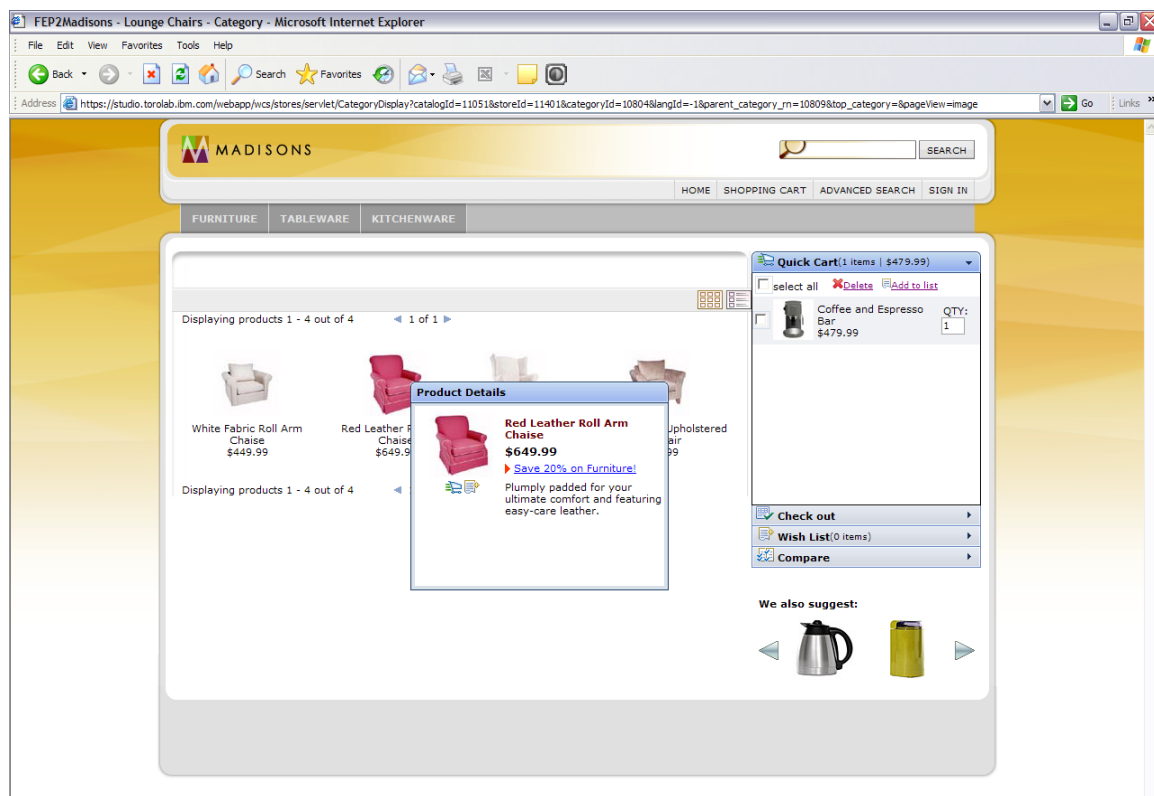 FEP2Madisons - Lounge Chairs - Category - Microsoft Internet Explorer
File Edit View Favorites Tools Help
Back Search Favorites
Address https://studio.torolab.ibm.com/webapp/wcs/stores/servlet/CategoryDisplay?catalogId=11051&storeId=11401&categoryId=10804&langId=-1&parent_category_rn=10809&top_category=&pageView=image Go Links »
MADISONS
SEARCH
HOME SHOPPING CART ADVANCED SEARCH SIGN IN
FURNITURE TABLEWARE KITCHENWARE
Displaying products 1 - 4 out of 4 1 of 1
White Fabric Roll Arm
Chaise
$449.99
Red Leather
Chaise
$649.9
Upholstered
99
Displaying products 1 - 4 out of 4
Product Details
Red Leather Roll Arm
Chaise
$649.99
Save 20% on Furniture!
Plumply padded for your
ultimate comfort and featuring
easy-care leather.
Quick Cart(1 items | $479.99)
select all Delete Add to list
Coffee and Espresso
Bar
$479.99
QTY:
1
Check out
Wish List(0 items)
Compare
We also suggest: